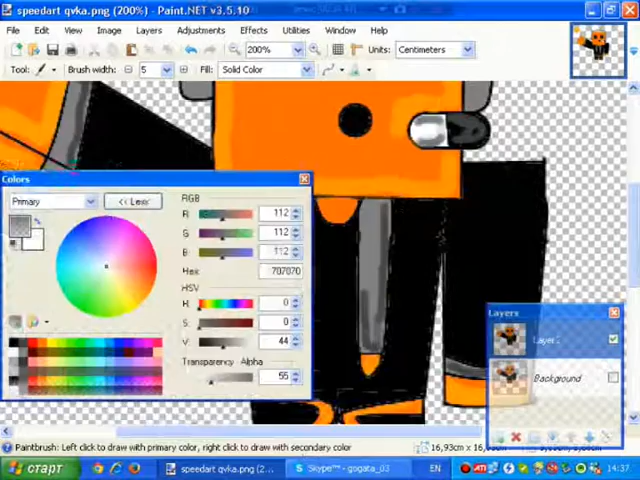 speedart qvka.png (200%) - Paint.NET v3.5.10
File Edit View Image Layers Adjustments Effects Utilities Window Help
200% Units: Centimeters
Tool: Brush width: 5 Fill: Solid Color
Colors
Primary
<< Less
RGB
R: 112
G: 112
B: 112
Hex: 707070
HSV
H: 0
S: 0
V: 44
Transparency - Alpha
55
Layers
Background
Paintbrush: Left click to draw with primary color, right click to draw with secondary color
старт
speedart qvka.png (2...
Skype™ - gogata_03
EN
14:37